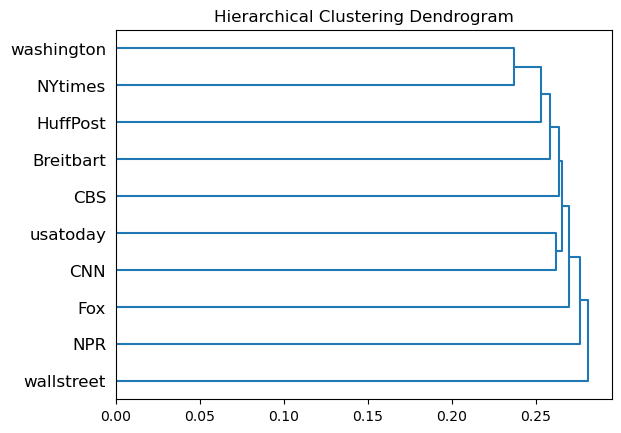 Hierarchical Clustering Dendrogram
washington
NYtimes
HuffPost
Breitbart
CBS
usatoday
CNN
Fox
NPR
wallstreet
0.00 0.05 0.10 0.15 0.20 0.25